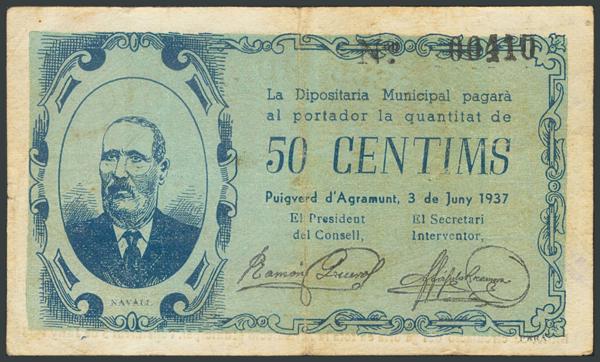 Nº. 00410
La Dipositaria Municipal pagarà
al portador la quantitat de
50 CENTIMS
Puigverd d'Agramunt, 3 de Juny 1937
El President
del Consell,
El Secretari
Interventor,
NAVALL